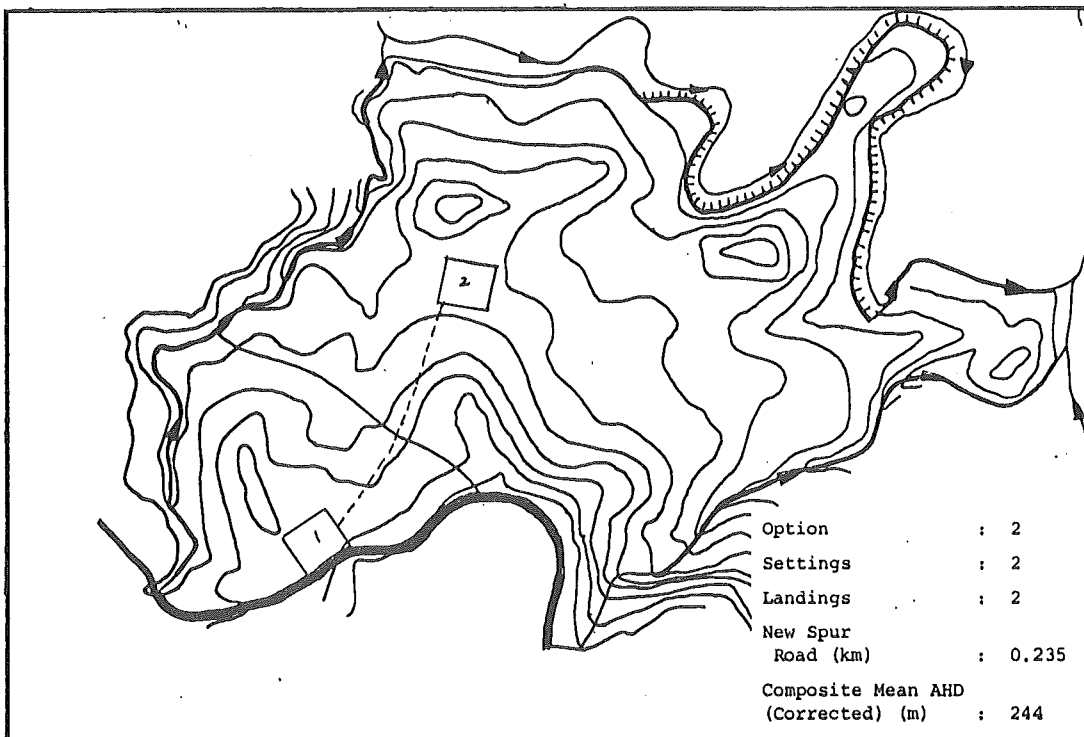 2
1
Option : 2
Settings : 2
Landings : 2
New Spur
Road (km) : 0.235
Composite Mean AHD
(Corrected) (m) : 244